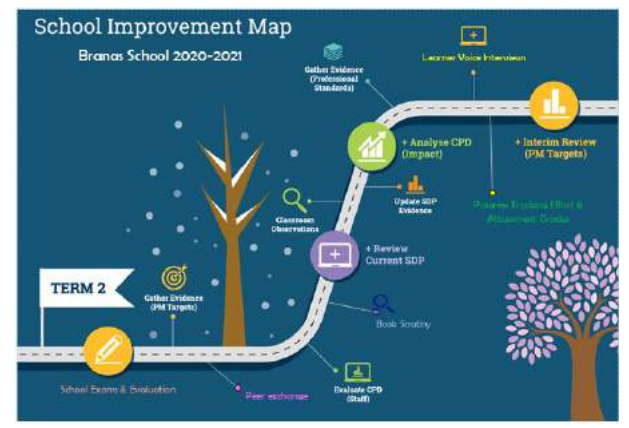 School Improvement Map
Branas School 2020-2021
Gather Evidence
(Professional
Standards)
Learner Voice Interviews
+ Analyse CPD
(Impact)
+ Interim Review
(PM Targets)
Classroom
Observations
Update SDP
Evidence
Pictures Tracking Effort &
Attainment Grades
+ Review
Current SDP
TERM 2
Gather Evidence
(PM Targets)
Book Scrutiny
School Exams & Evaluation
Peer exchange
Evaluate CPD
(Staff)